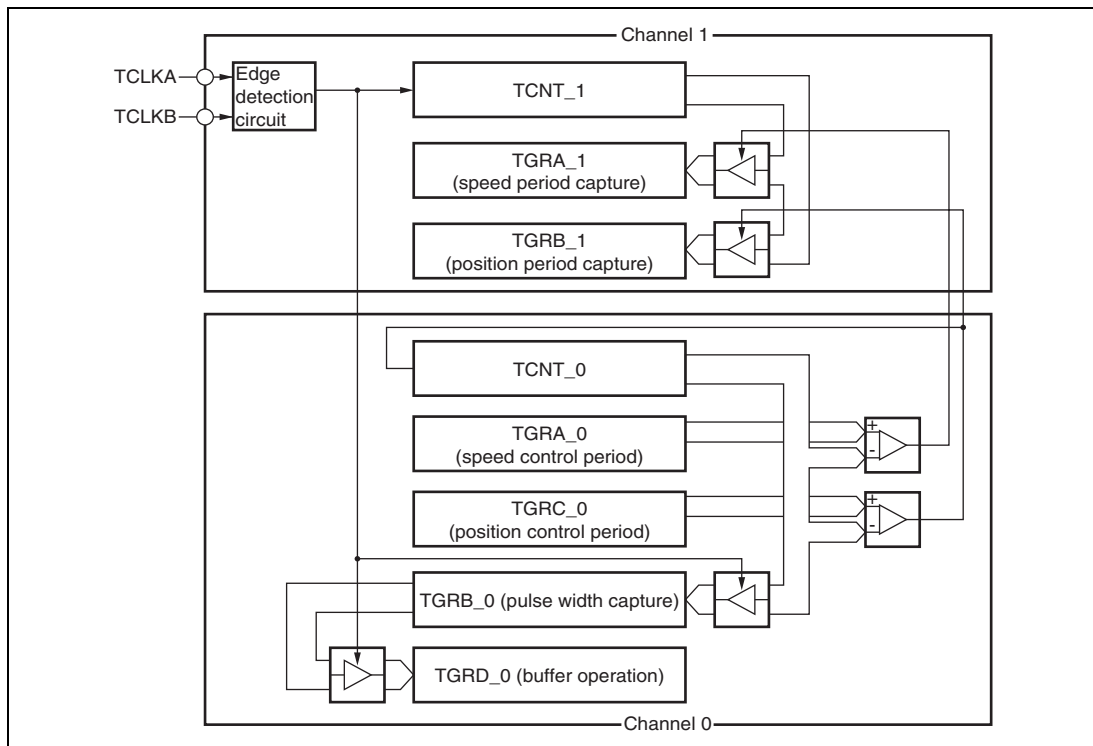 Channel 1
TCLKA
TCLKB
Edge
detection
circuit
TCNT_1
TGRA_1
(speed period capture)
TGRB_1
(position period capture)
TCNT_0
TGRA_0
(speed control period)
+
-
TGRC_0
(position control period)
+
-
TGRB_0 (pulse width capture)
TGRD_0 (buffer operation)
Channel 0